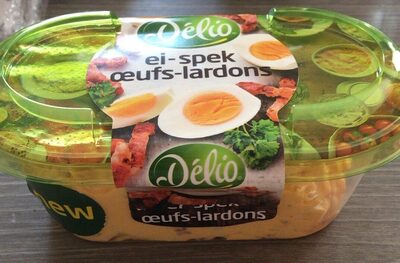 Délio
ei-spek
œufs-lardons
Délio
ei-spek
œufs-lardons
new